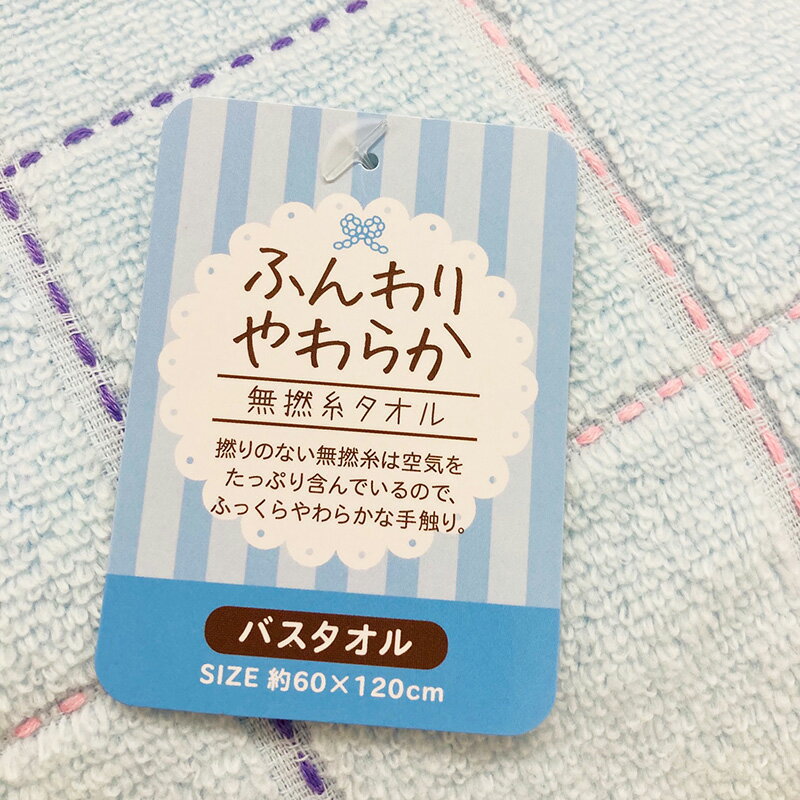 ふんわり
やわらか
無撚糸タオル
撚りのない無撚糸は空気を
たっぷり含んでいるので、
ふっくらやわらかな手触り。
バスタオル
SIZE 約60×120cm